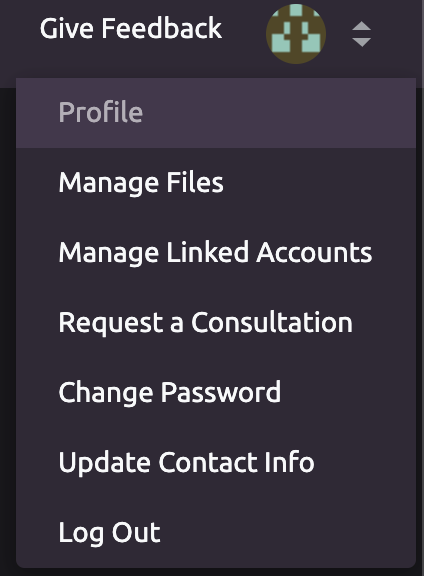 Give Feedback
Profile
Manage Files
Manage Linked Accounts
Request a Consultation
Change Password
Update Contact Info
Log Out